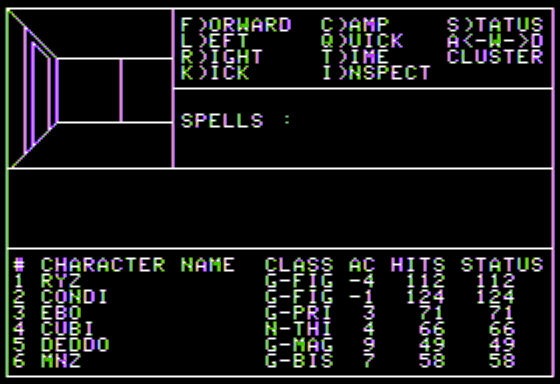 F)ORWARD C)AMP S)TATUS
L)EFT Q)UICK A<-W->D
R)IGHT T)IME CLUSTER
K)ICK I)NSPECT
SPELLS :
# CHARACTER NAME CLASS AC HITS STATUS
1 RYZ G-FIG -4 112 112
2 CONDI G-FIG -1 124 124
3 EBO G-PRI 3 71 71
4 CUBI N-THI 4 66 66
5 DEDDO G-MAG 9 49 49
6 MNZ G-BIS 7 58 58